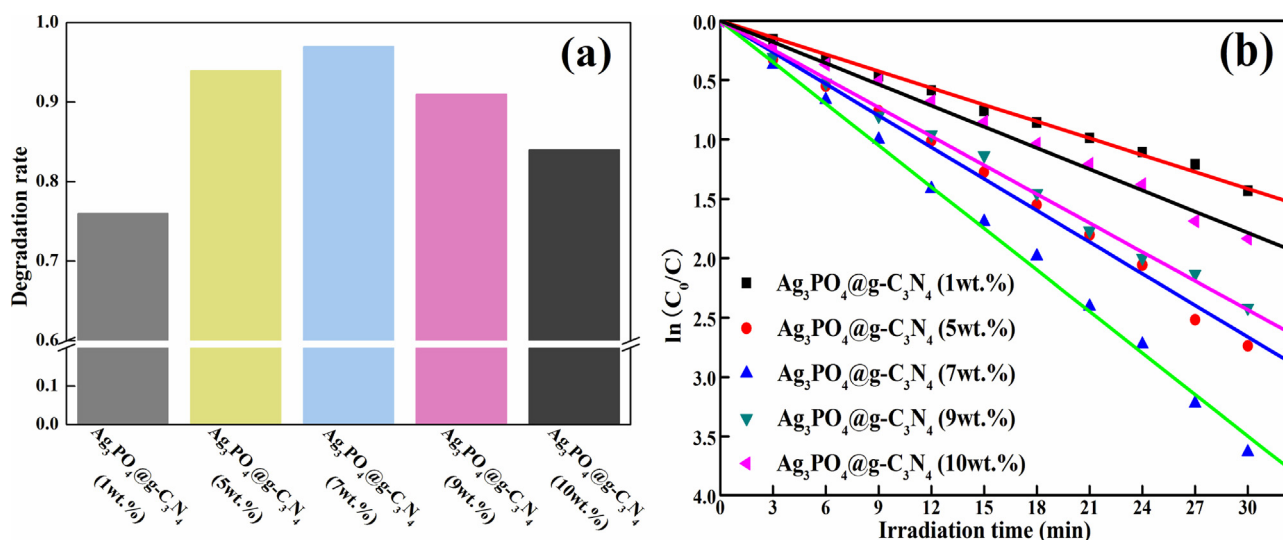 (a)
Degradation rate
1.0
0.9
0.8
0.7
0.6
0.1
0.0
Ag₃PO₄@g-C₃N₄
(1wt.%)
Ag₃PO₄@g-C₃N₄
(5wt.%)
Ag₃PO₄@g-C₃N₄
(7wt.%)
Ag₃PO₄@g-C₃N₄
(9wt.%)
Ag₃PO₄@g-C₃N₄
(10wt.%)
(b)
ln (C₀/C)
0.0
0.5
1.0
1.5
2.0
2.5
3.0
3.5
4.0
Ag₃PO₄@g-C₃N₄ (1wt.%)
Ag₃PO₄@g-C₃N₄ (5wt.%)
Ag₃PO₄@g-C₃N₄ (7wt.%)
Ag₃PO₄@g-C₃N₄ (9wt.%)
Ag₃PO₄@g-C₃N₄ (10wt.%)
3 6 9 12 15 18 21 24 27 30
Irradiation time (min)